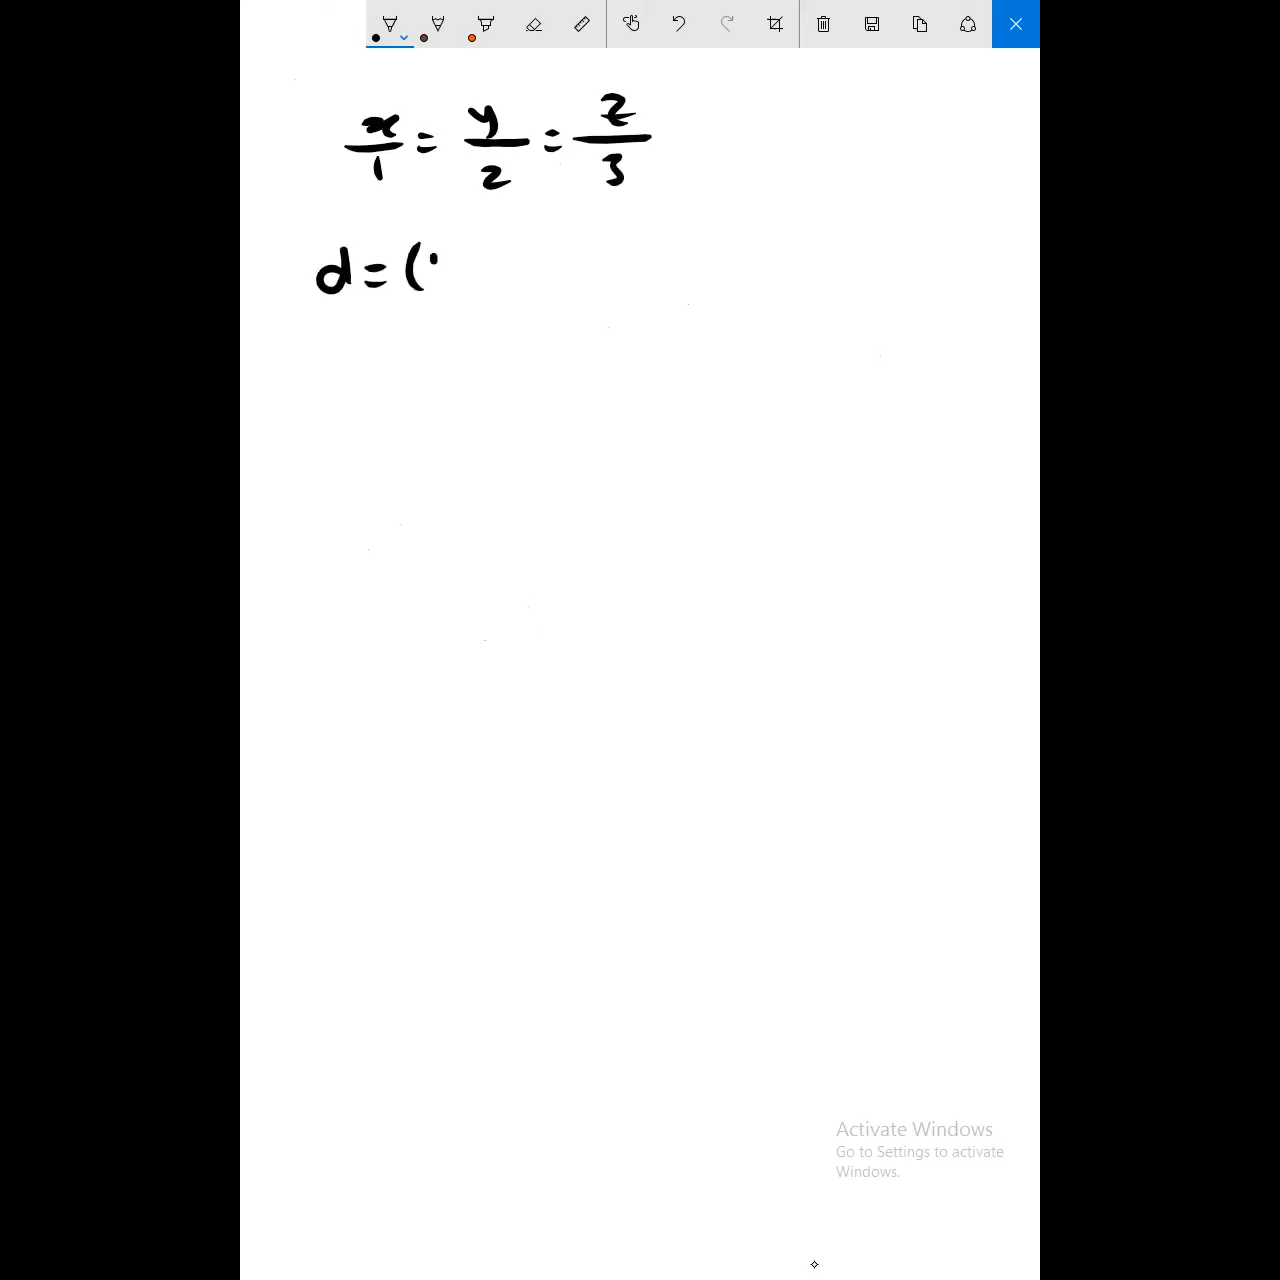 x/1 = y/2 = z/3
d = (
Activate Windows
Go to Settings to activate
Windows.